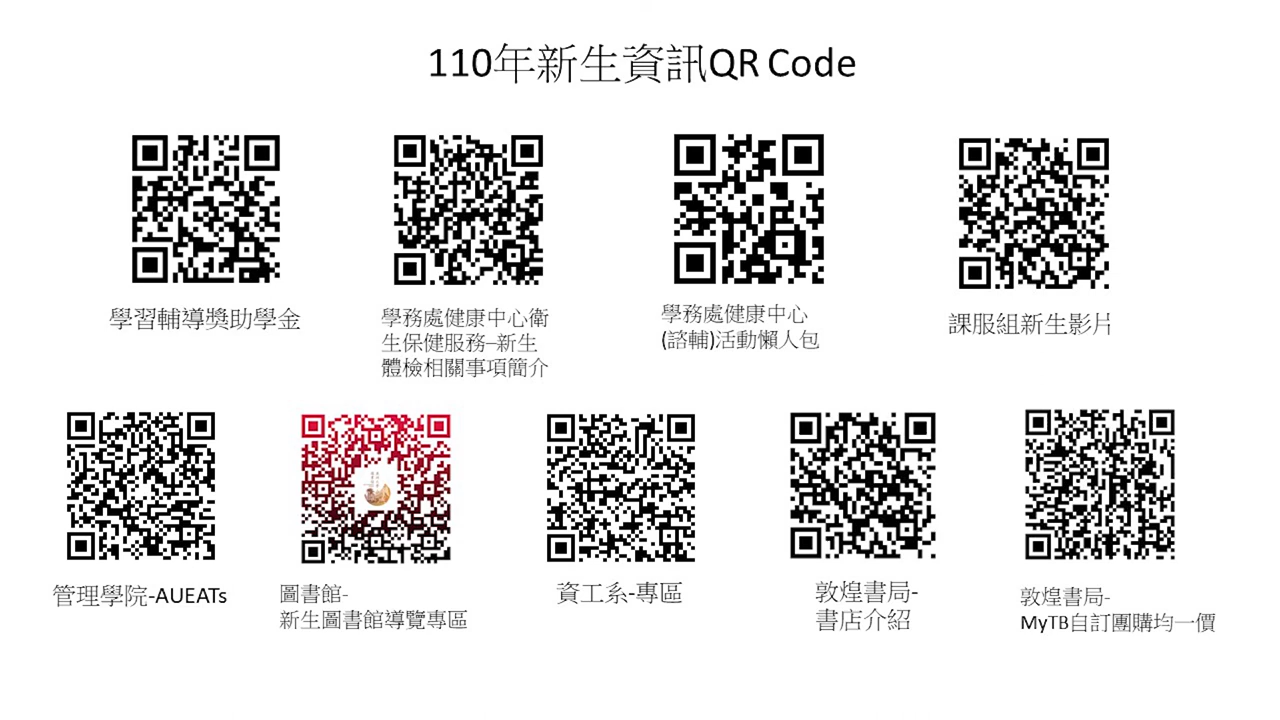 110年新生資訊QR Code
學習輔導獎助學金
學務處健康中心衛
生保健服務–新生
體檢相關事項簡介
學務處健康中心
(諮輔)活動懶人包
課服組新生影片
管理學院-AUEATs
圖書館-
新生圖書館導覽專區
資工系-專區
敦煌書局-
書店介紹
敦煌書局-
MyTB自訂團購均一價